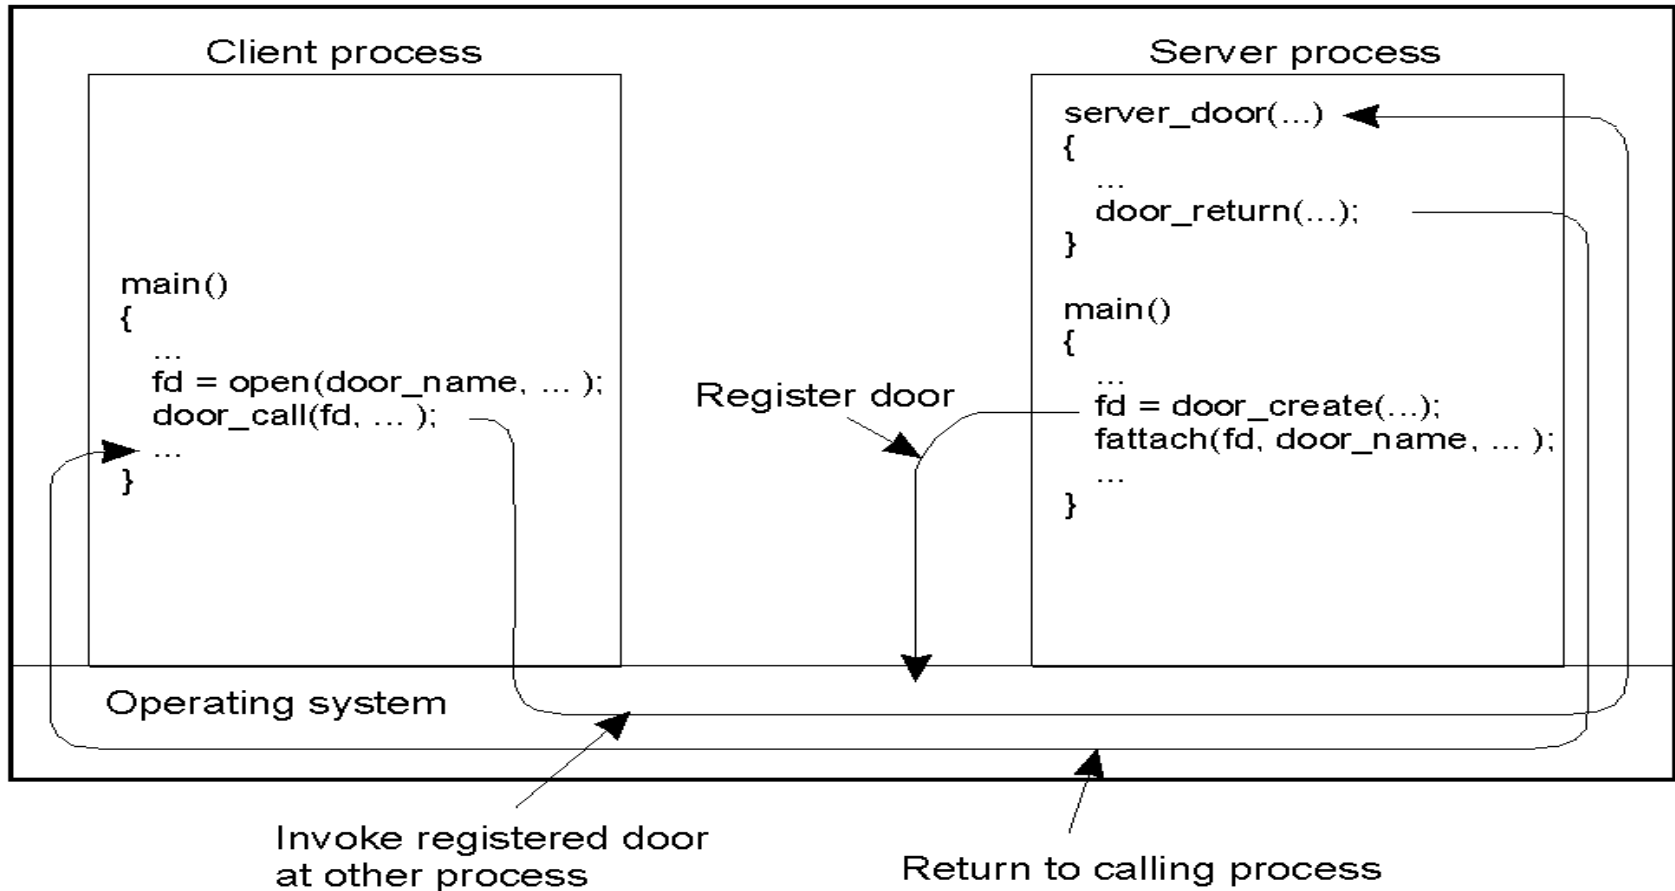 Client process
main()
{
...
fd = open(door_name, ... );
door_call(fd, ... );
...
}
Register door
Server process
server_door(...)
{
...
door_return(...);
}
main()
{
...
fd = door_create(...);
fattach(fd, door_name, ... );
...
}
Operating system
Invoke registered door
at other process
Return to calling process